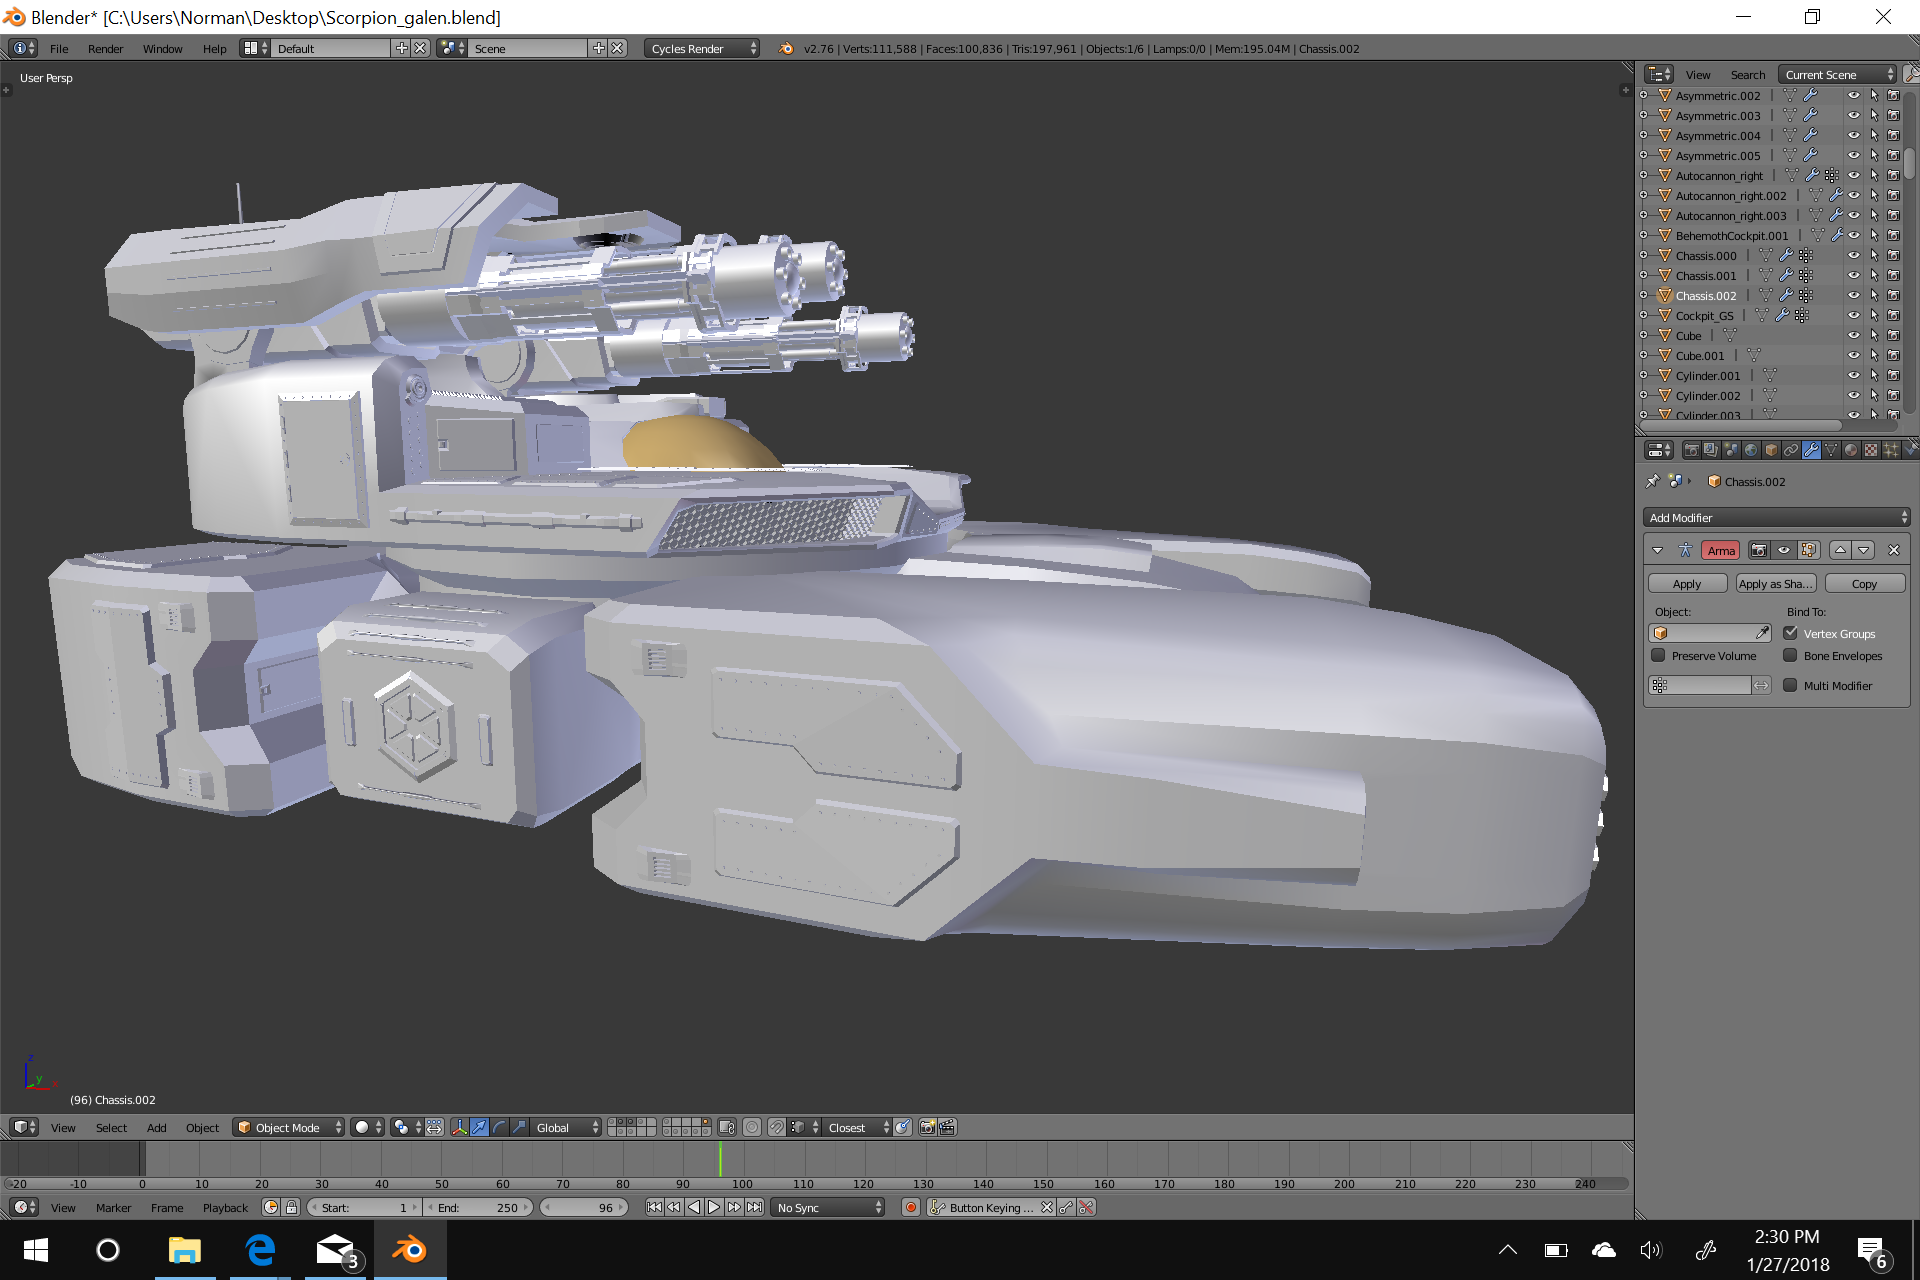 Blender* [C:\Users\Norman\Desktop\Scorpion_galen.blend]
File Render Window Help Default Scene Cycles Render v2.76 | Verts:111,588 | Faces:100,836 | Tris:197,961 | Objects:1/6 | Lamps:0/0 | Mem:195.04M | Chassis.002
User Persp
View Search Current Scene
Asymmetric.002
Asymmetric.003
Asymmetric.004
Asymmetric.005
Autocannon_right
Autocannon_right.002
Autocannon_right.003
BehemothCockpit.001
Chassis.000
Chassis.001
Chassis.002
Cockpit_GS
Cube
Cube.001
Cylinder.001
Cylinder.002
Cylinder.003
Chassis.002
Add Modifier
Arma
Apply Apply as Sha... Copy
Object: Bind To:
Vertex Groups
Preserve Volume Bone Envelopes
Multi Modifier
z
y
x
(96) Chassis.002
View Select Add Object Object Mode Global Closest
-20 -10 0 10 20 30 40 50 60 70 80 90 100 110 120 130 140 150 160 170 180 190 200 210 220 230 240
View Marker Frame Playback Start: 1 End: 250 96 No Sync Button Keying ...
3
2:30 PM
1/27/2018
6